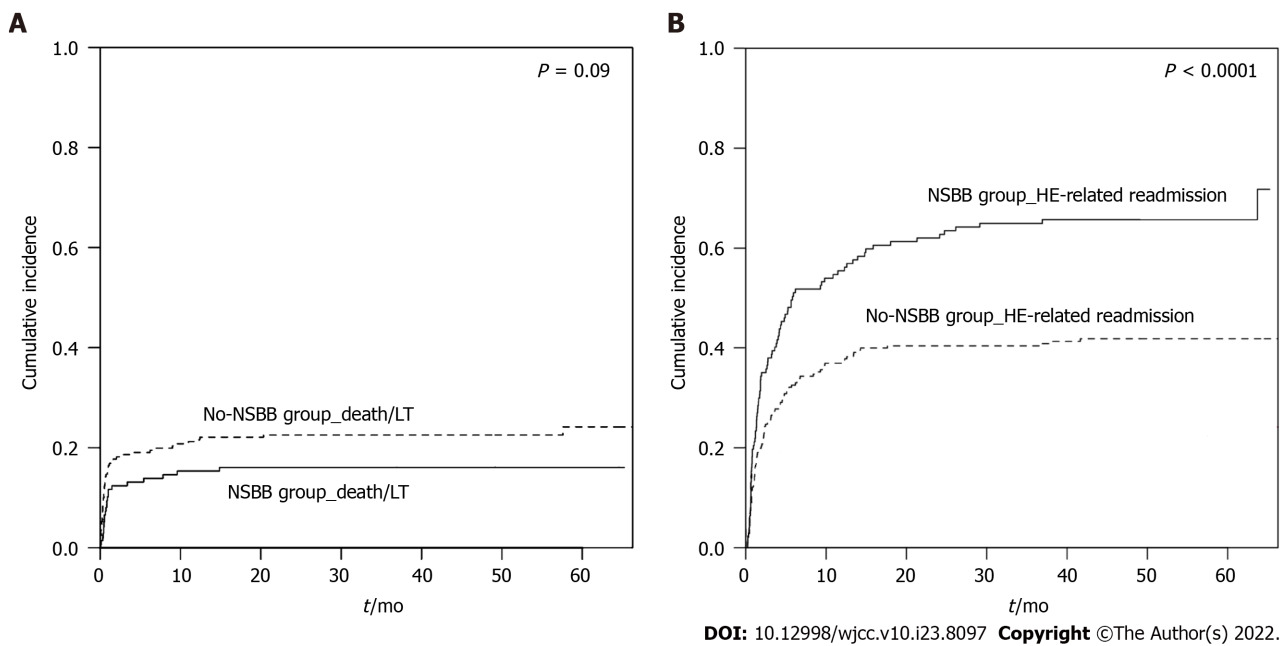 A
1.0
0.8
0.6
0.4
0.2
0.0
Cumulative incidence
P = 0.09
No-NSBB group_death/LT
NSBB group_death/LT
0 10 20 30 40 50 60
t/mo
B
1.0
0.8
0.6
0.4
0.2
0.0
Cumulative incidence
P < 0.0001
NSBB group_HE-related readmission
No-NSBB group_HE-related readmission
0 10 20 30 40 50 60
t/mo
DOI: 10.12998/wjcc.v10.i23.8097 Copyright ©The Author(s) 2022.